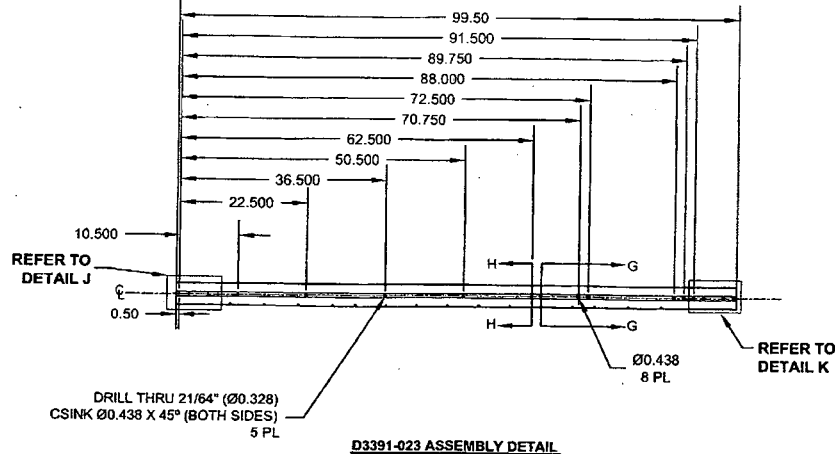 99.50
91.500
89.750
88.000
72.500
70.750
62.500
50.500
36.500
22.500
10.500
REFER TO
DETAIL J
H
G
CL
0.50
H
G
Ø0.438
8 PL
REFER TO
DETAIL K
DRILL THRU 21/64" (Ø0.328)
CSINK Ø0.438 X 45º (BOTH SIDES)
5 PL
D3391-023 ASSEMBLY DETAIL